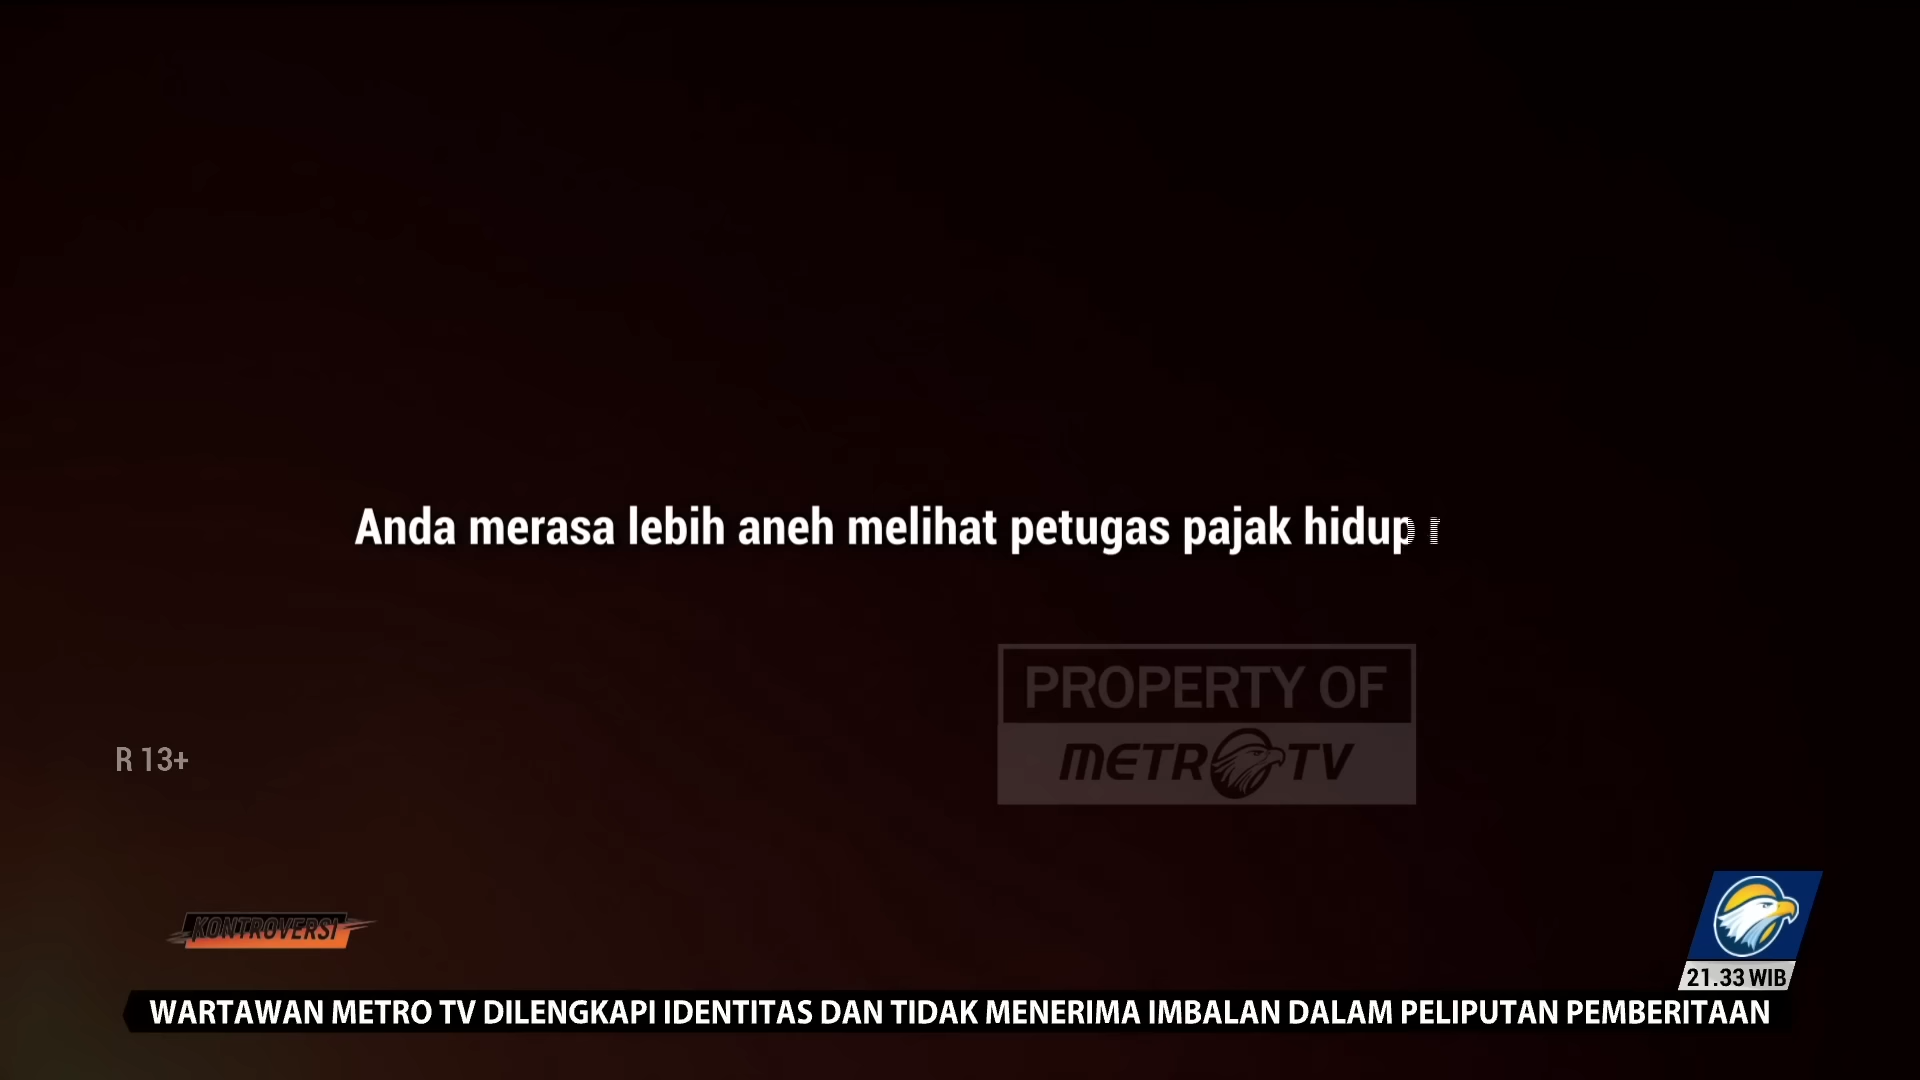 Anda merasa lebih aneh melihat petugas pajak hidup
PROPERTY OF
METRO TV
R 13+
KONTROVERSI
21.33 WIB
WARTAWAN METRO TV DILENGKAPI IDENTITAS DAN TIDAK MENERIMA IMBALAN DALAM PELIPUTAN PEMBERITAAN